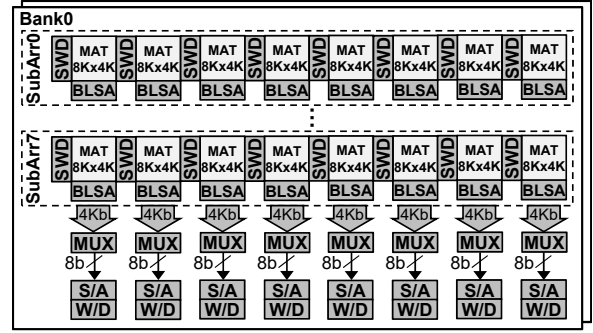 Bank0
SubArr0
SWD MAT 8Kx4K SWD MAT 8Kx4K SWD MAT 8Kx4K SWD MAT 8Kx4K SWD MAT 8Kx4K SWD MAT 8Kx4K SWD MAT 8Kx4K SWD MAT 8Kx4K
BLSA BLSA BLSA BLSA BLSA BLSA BLSA BLSA
SubArr7
SWD MAT 8Kx4K SWD MAT 8Kx4K SWD MAT 8Kx4K SWD MAT 8Kx4K SWD MAT 8Kx4K SWD MAT 8Kx4K SWD MAT 8Kx4K SWD MAT 8Kx4K
BLSA BLSA BLSA BLSA BLSA BLSA BLSA BLSA
4Kb 4Kb 4Kb 4Kb 4Kb 4Kb 4Kb 4Kb
MUX MUX MUX MUX MUX MUX MUX MUX
8b 8b 8b 8b 8b 8b 8b 8b
S/A S/A S/A S/A S/A S/A S/A S/A
W/D W/D W/D W/D W/D W/D W/D W/D